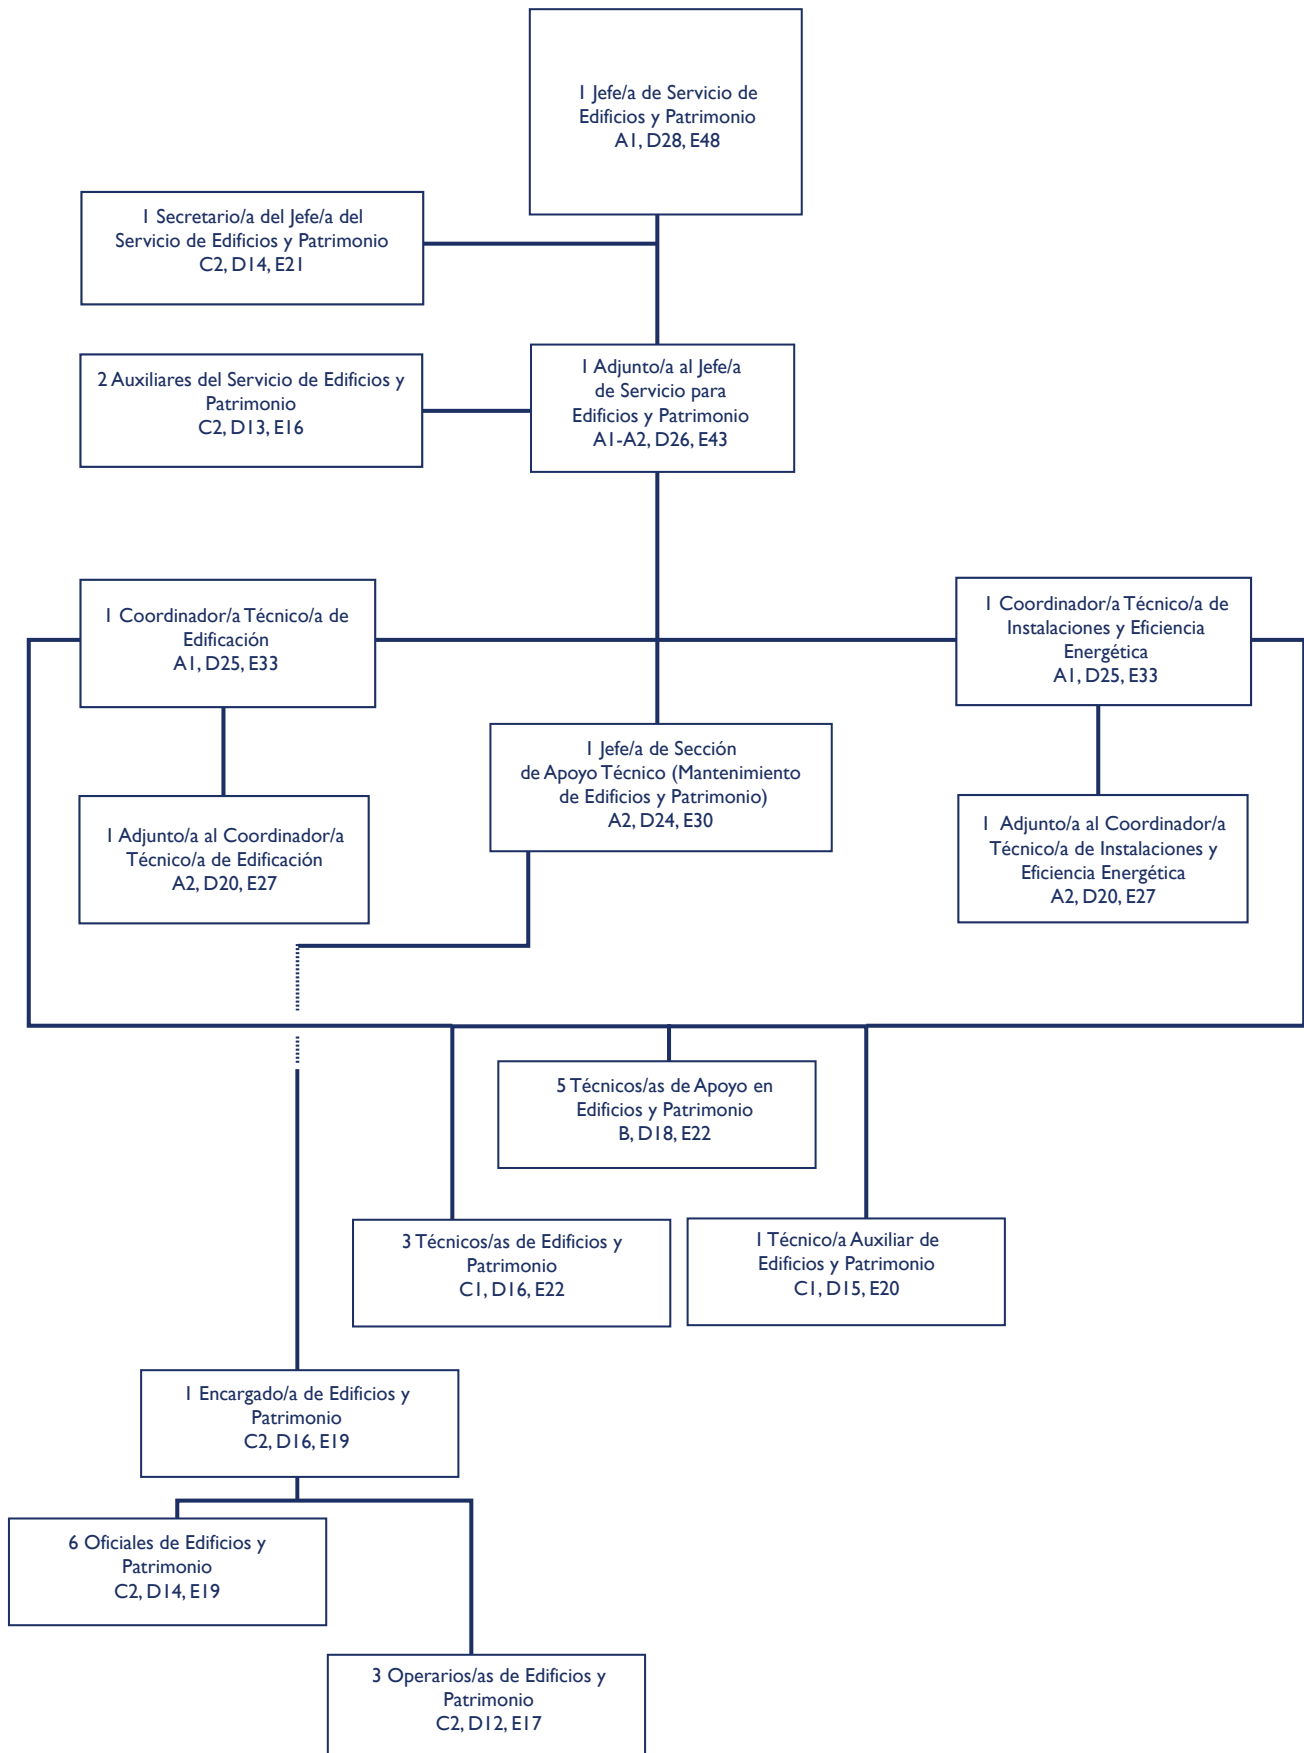 1 Jefe/a de Servicio de
Edificios y Patrimonio
A1, D28, E48
1 Secretario/a del Jefe/a del
Servicio de Edificios y Patrimonio
C2, D14, E21
2 Auxiliares del Servicio de Edificios y
Patrimonio
C2, D13, E16
1 Adjunto/a al Jefe/a
de Servicio para
Edificios y Patrimonio
A1-A2, D26, E43
1 Coordinador/a Técnico/a de
Edificación
A1, D25, E33
1 Coordinador/a Técnico/a de
Instalaciones y Eficiencia
Energética
A1, D25, E33
1 Jefe/a de Sección
de Apoyo Técnico (Mantenimiento
de Edificios y Patrimonio)
A2, D24, E30
1 Adjunto/a al Coordinador/a
Técnico/a de Edificación
A2, D20, E27
1 Adjunto/a al Coordinador/a
Técnico/a de Instalaciones y
Eficiencia Energética
A2, D20, E27
5 Técnicos/as de Apoyo en
Edificios y Patrimonio
B, D18, E22
3 Técnicos/as de Edificios y
Patrimonio
C1, D16, E22
1 Técnico/a Auxiliar de
Edificios y Patrimonio
C1, D15, E20
1 Encargado/a de Edificios y
Patrimonio
C2, D16, E19
6 Oficiales de Edificios y
Patrimonio
C2, D14, E19
3 Operarios/as de Edificios y
Patrimonio
C2, D12, E17